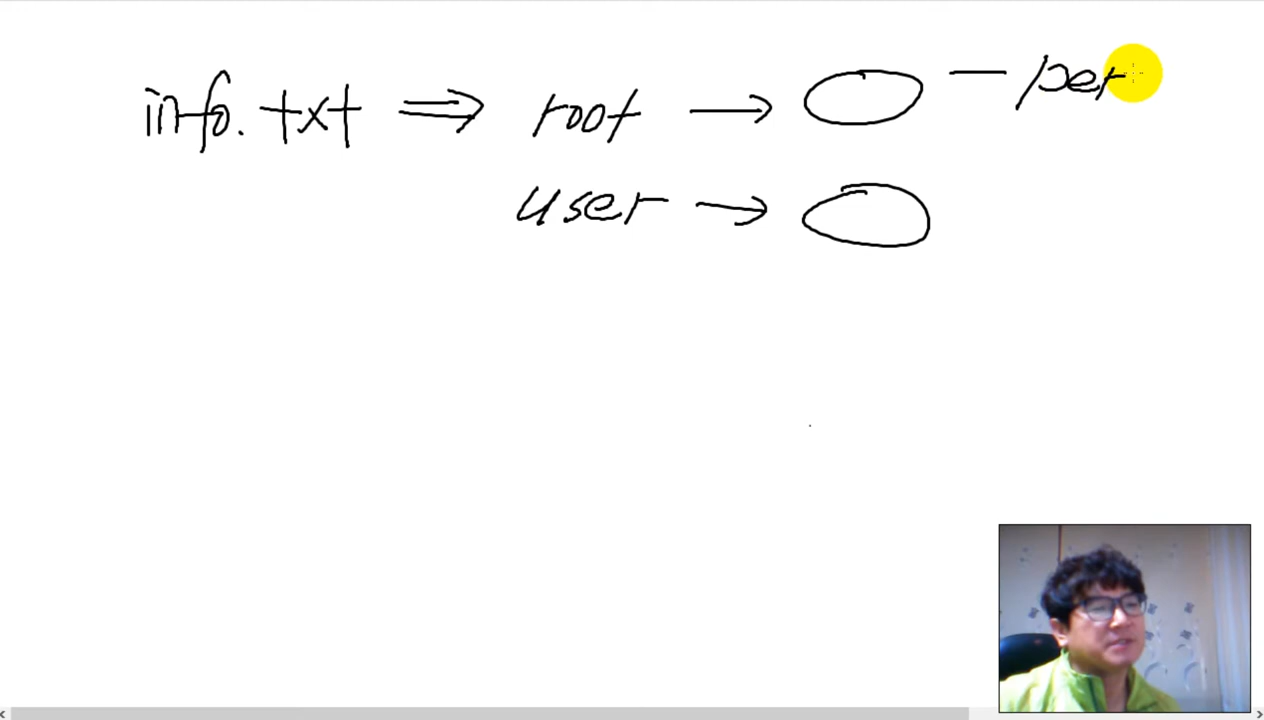 info.txt ⇒ root → — per
user →